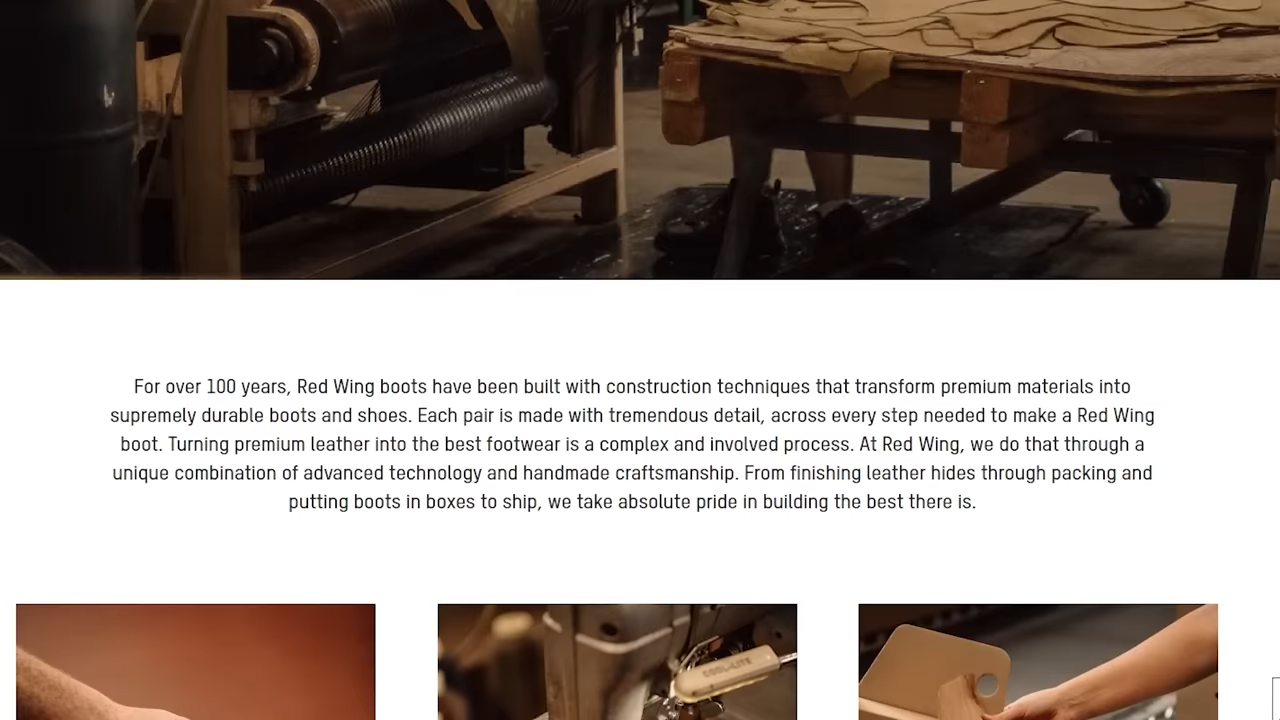 For over 100 years, Red Wing boots have been built with construction techniques that transform premium materials into
supremely durable boots and shoes. Each pair is made with tremendous detail, across every step needed to make a Red Wing
boot. Turning premium leather into the best footwear is a complex and involved process. At Red Wing, we do that through a
unique combination of advanced technology and handmade craftsmanship. From finishing leather hides through packing and
putting boots in boxes to ship, we take absolute pride in building the best there is.
COOL-LITE